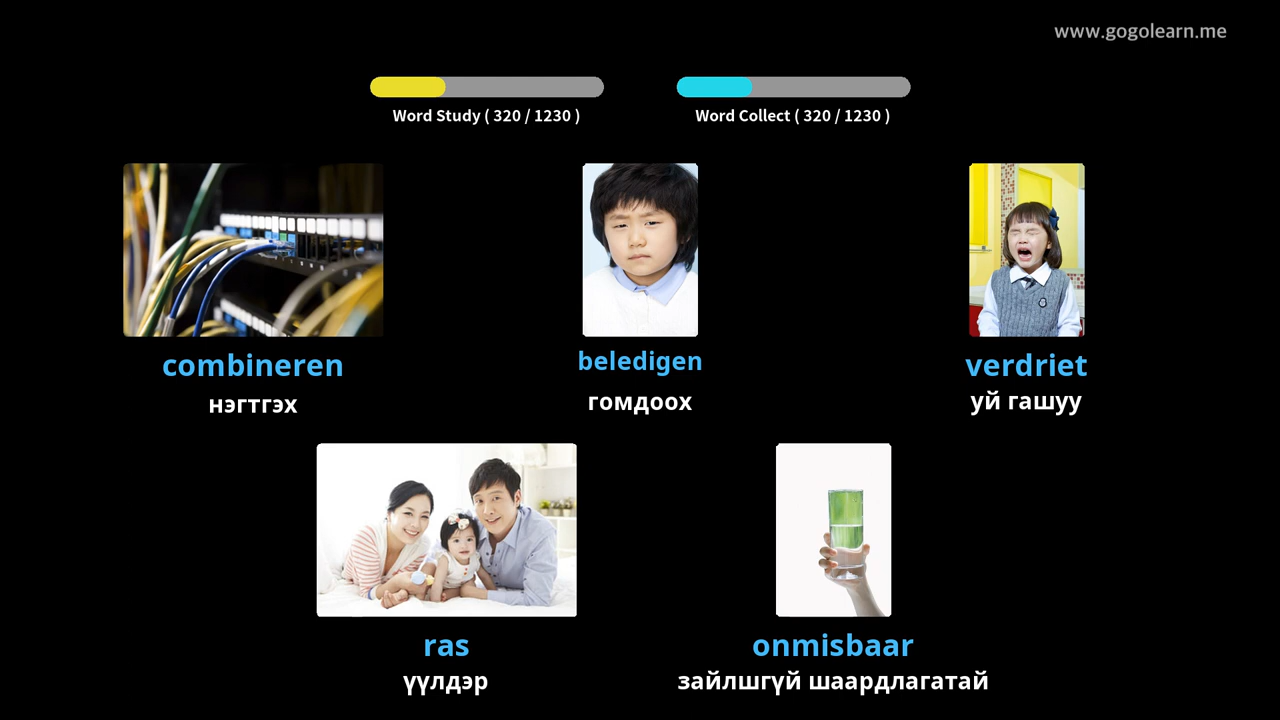 www.gogolearn.me
Word Study ( 320 / 1230 )
Word Collect ( 320 / 1230 )
combineren
нэгтгэх
beledigen
гомдоох
verdriet
уй гашуу
ras
үүлдэр
onmisbaar
зайлшгүй шаардлагатай